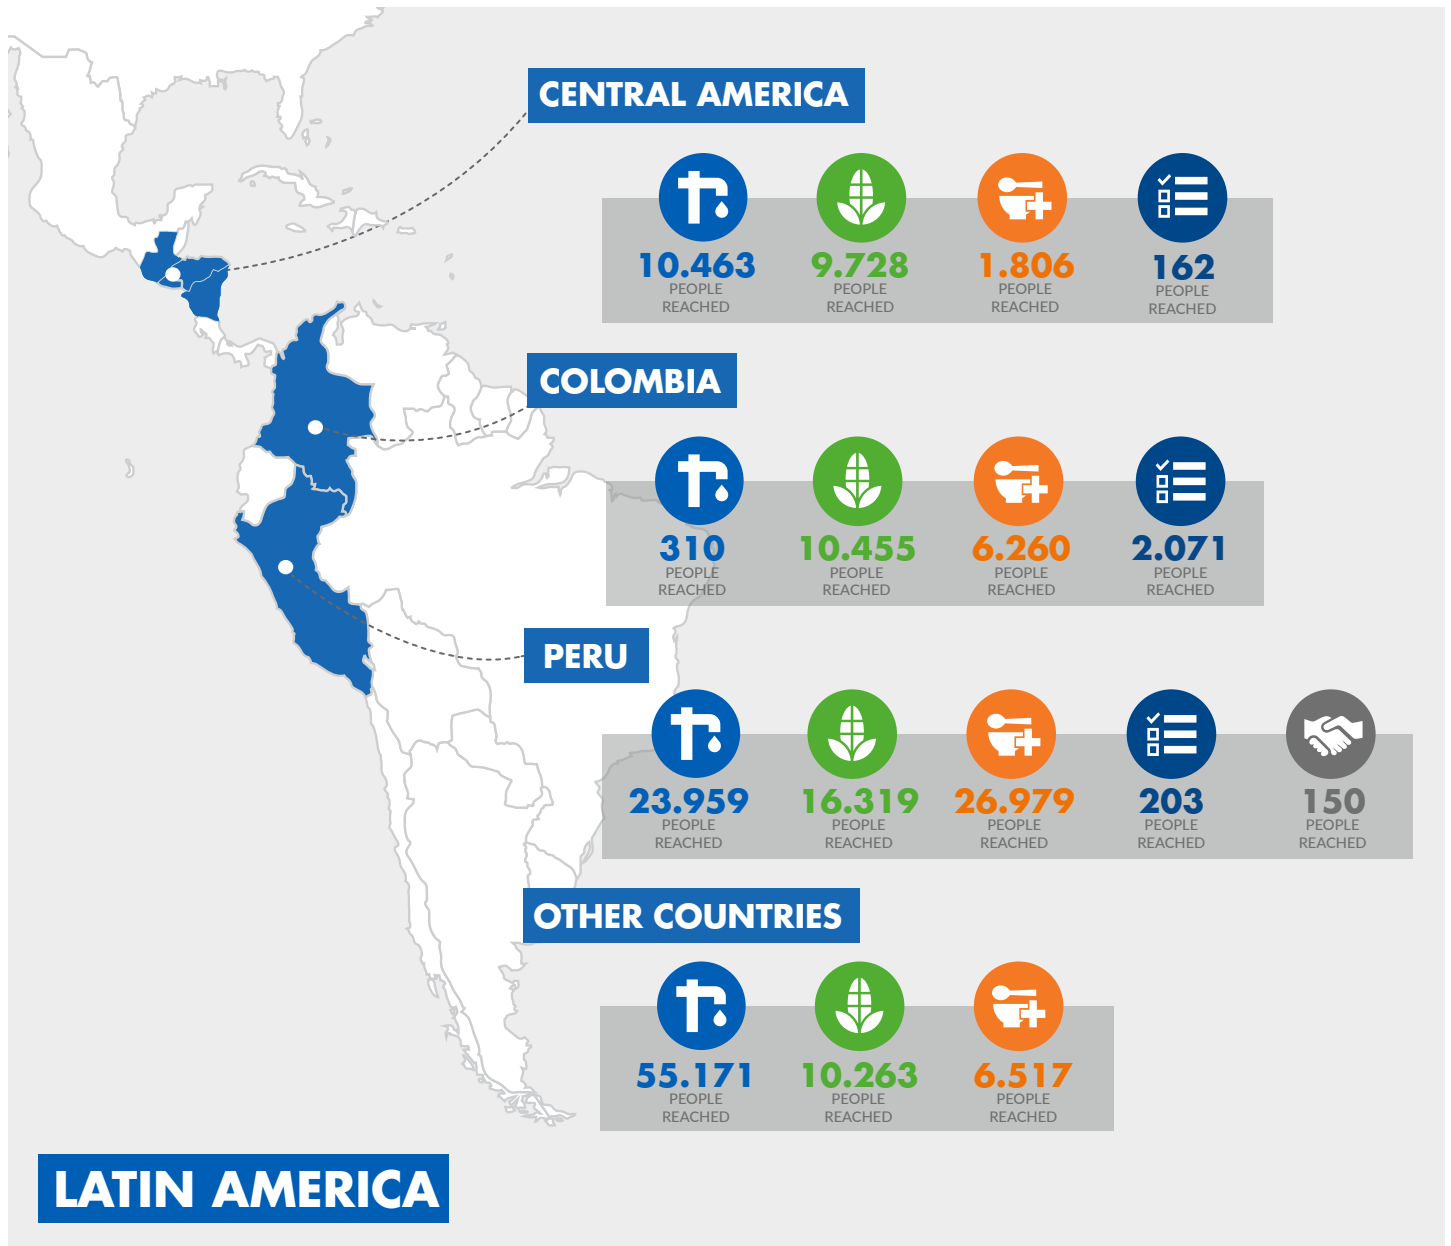 CENTRAL AMERICA
10.463 9.728 1.806 162
PEOPLE PEOPLE PEOPLE PEOPLE
REACHED REACHED REACHED REACHED
COLOMBIA
310 10.455 6.260 2.071
PEOPLE PEOPLE PEOPLE PEOPLE
REACHED REACHED REACHED REACHED
PERU
23.959 16.319 26.979 203 150
PEOPLE PEOPLE PEOPLE PEOPLE PEOPLE
REACHED REACHED REACHED REACHED REACHED
OTHER COUNTRIES
55.171 10.263 6.517
PEOPLE PEOPLE PEOPLE
REACHED REACHED REACHED
LATIN AMERICA